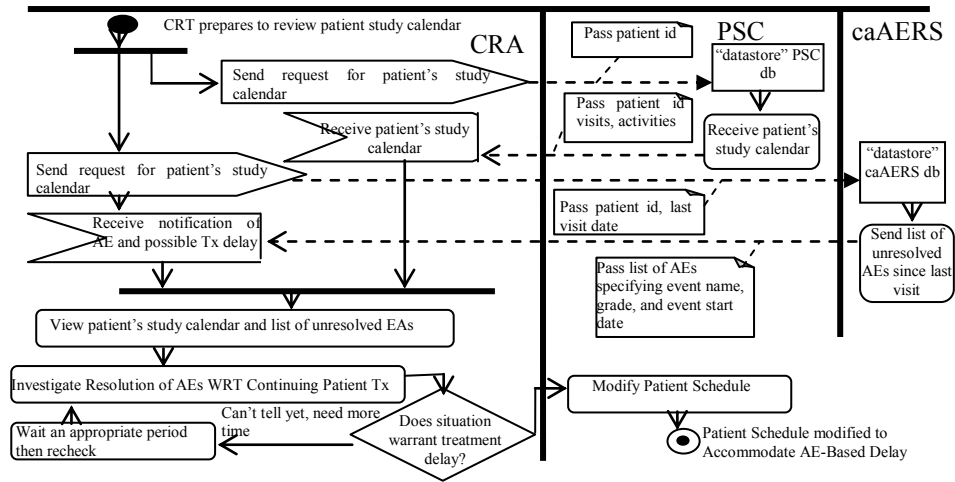 CRT prepares to review patient study calendar
CRA
PSC
caAERS
Pass patient id
Send request for patient's study
calendar
"datastore" PSC
db
Pass patient id
visits, activities
Receive patient's study
calendar
Receive patient's
study calendar
Send request for patient's study
calendar
"datastore"
caAERS db
Pass patient id, last
visit date
Receive notification of
AE and possible Tx delay
Send list of
unresolved
AEs since last
visit
Pass list of AEs
specifying event name,
grade, and event start
date
View patient's study calendar and list of unresolved EAs
Investigate Resolution of AEs WRT Continuing Patient Tx
Modify Patient Schedule
Can't tell yet, need more
time
Does situation
warrant treatment
delay?
Wait an appropriate period
then recheck
Patient Schedule modified to
Accommodate AE-Based Delay